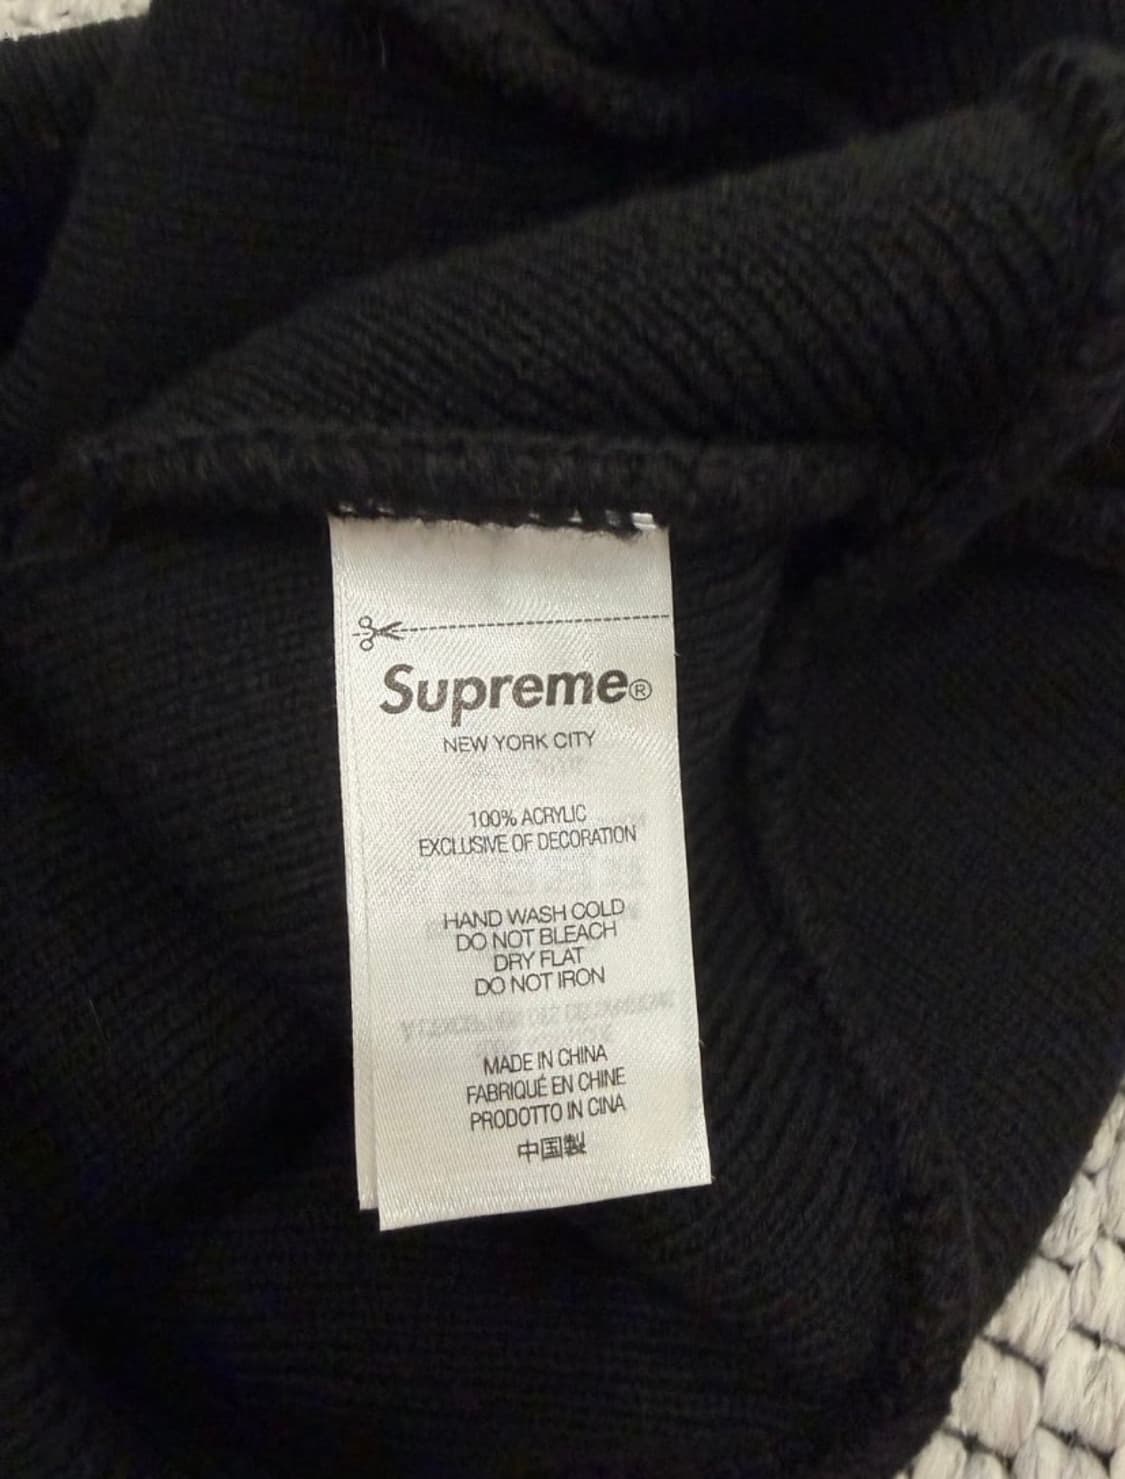 Supreme®
NEW YORK CITY
100% ACRYLIC
EXCLUSIVE OF DECORATION
HAND WASH COLD
DO NOT BLEACH
DRY FLAT
DO NOT IRON
MADE IN CHINA
FABRIQUÉ EN CHINE
PRODOTTO IN CINA
中国製